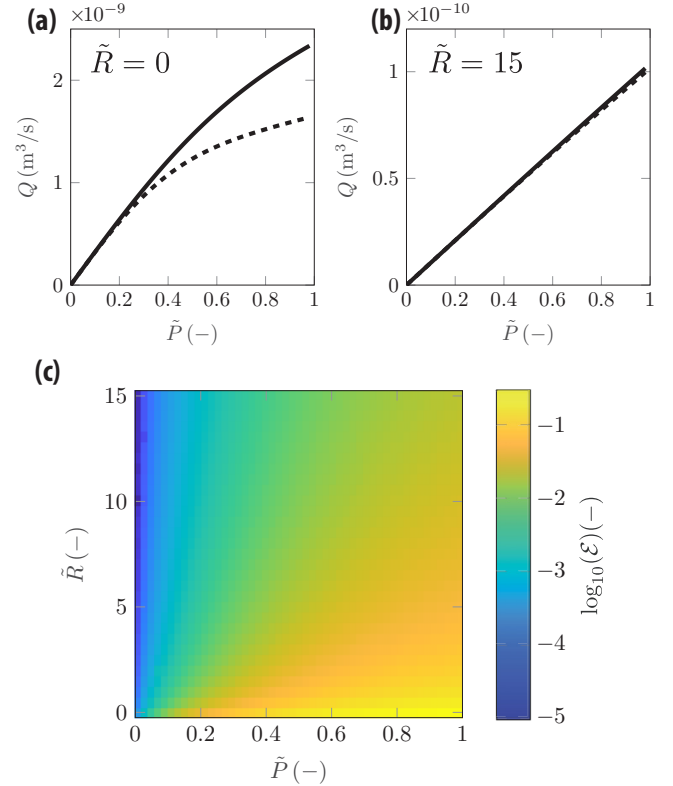 (a)
×10⁻⁹
R̃ = 0
Q (m³/s)
2
1
0
0 0.2 0.4 0.6 0.8 1
P̃ (−)
(b)
×10⁻¹⁰
R̃ = 15
Q (m³/s)
1
0.5
0
0 0.2 0.4 0.6 0.8 1
P̃ (−)
(c)
R̃ (−)
15
10
5
0
0 0.2 0.4 0.6 0.8 1
P̃ (−)
−1
−2
−3
−4
−5
log₁₀(ℰ)(−)